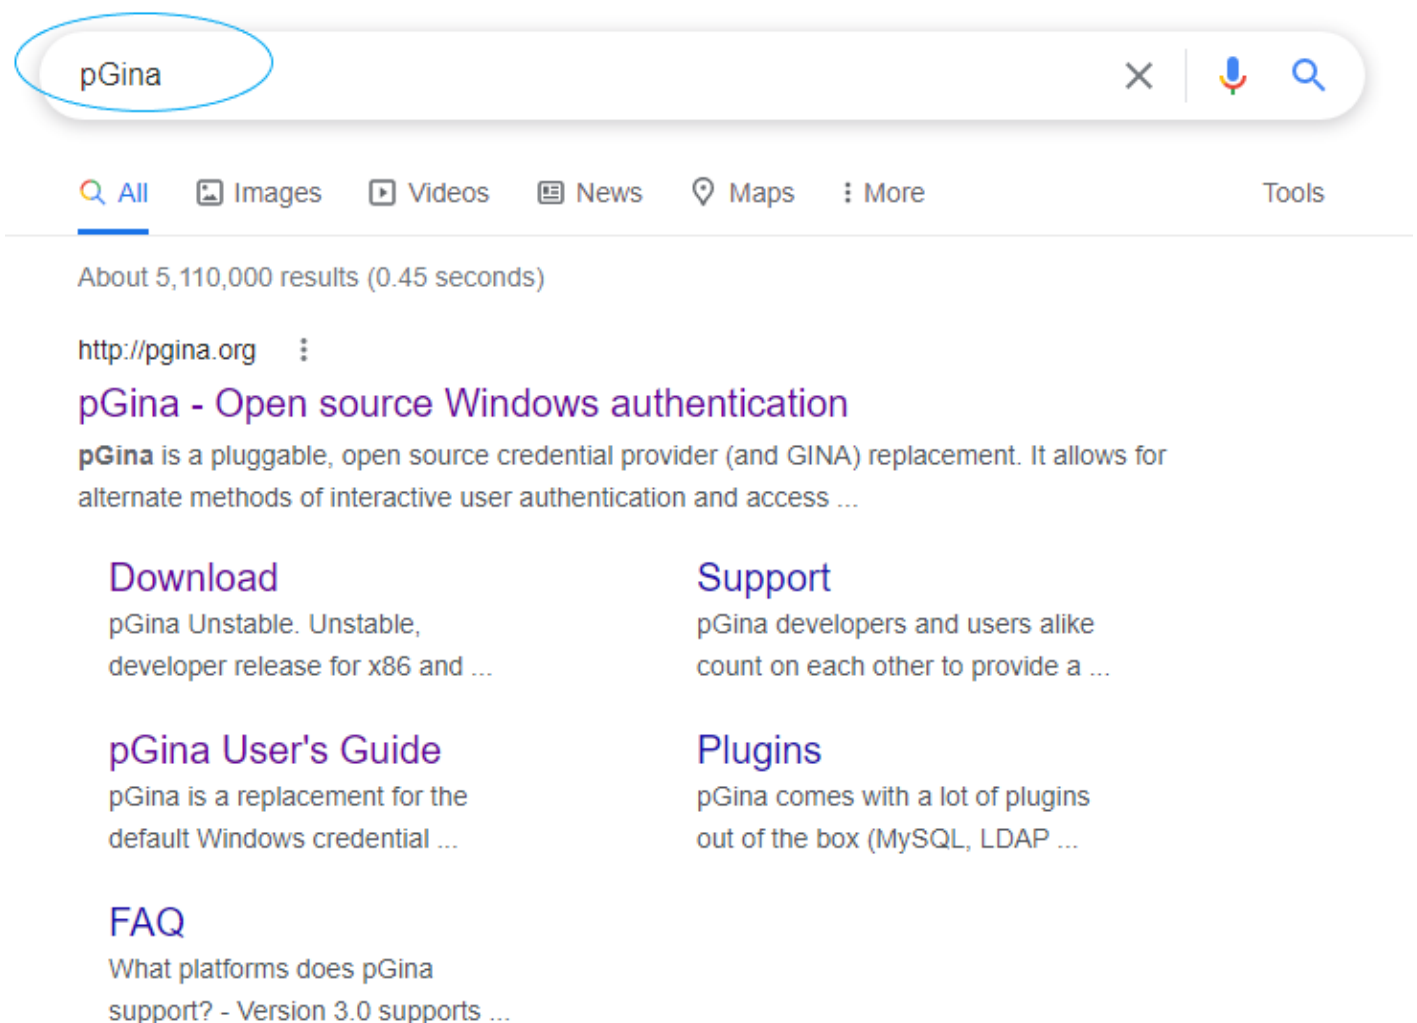 pGina
All Images Videos News Maps More Tools
About 5,110,000 results (0.45 seconds)
http://pgina.org
pGina - Open source Windows authentication
pGina is a pluggable, open source credential provider (and GINA) replacement. It allows for
alternate methods of interactive user authentication and access ...
Download
pGina Unstable. Unstable,
developer release for x86 and ...
Support
pGina developers and users alike
count on each other to provide a ...
pGina User's Guide
pGina is a replacement for the
default Windows credential ...
Plugins
pGina comes with a lot of plugins
out of the box (MySQL, LDAP ...
FAQ
What platforms does pGina
support? - Version 3.0 supports ...